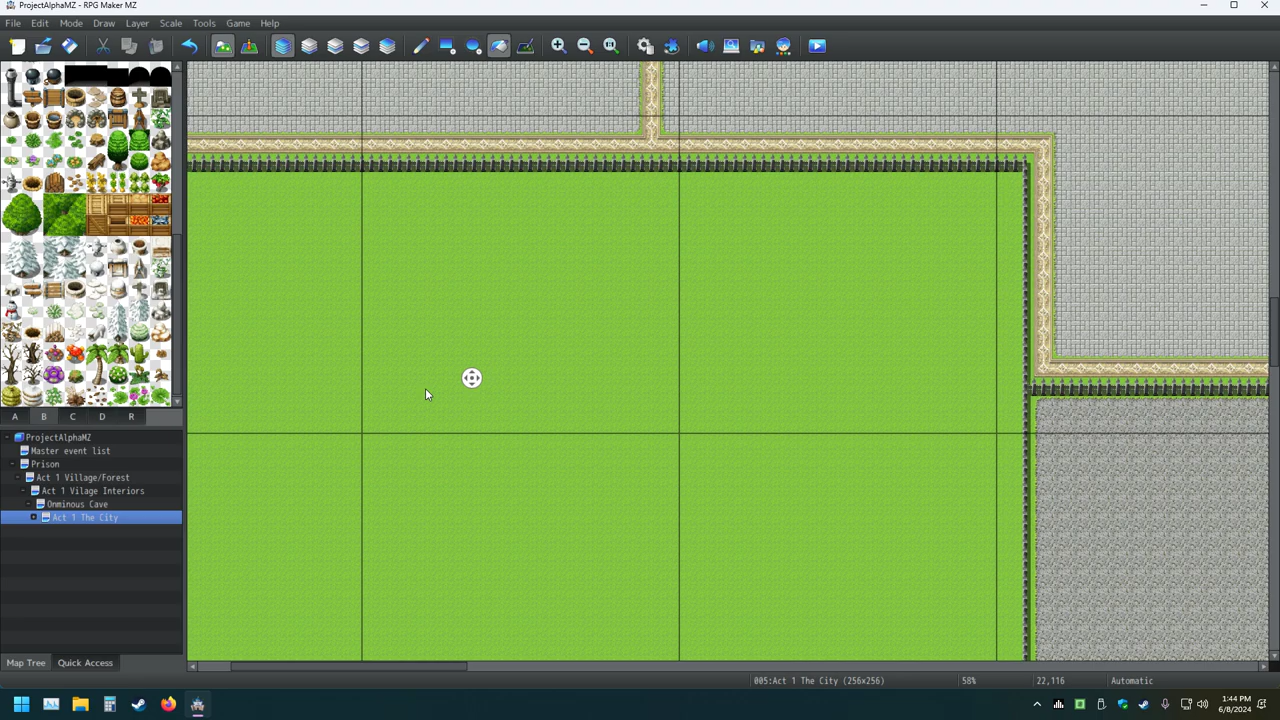 ProjectAlphaMZ - RPG Maker MZ
File Edit Mode Draw Layer Scale Tools Game Help
A B C D R
ProjectAlphaMZ
Master event list
Prison
Act 1 Village/Forest
Act 1 Vilage Interiors
Onminous Cave
Act 1 The City
Map Tree Quick Access
005:Act 1 The City (256x256) 58% 22,116 Automatic
1:44 PM
6/8/2024